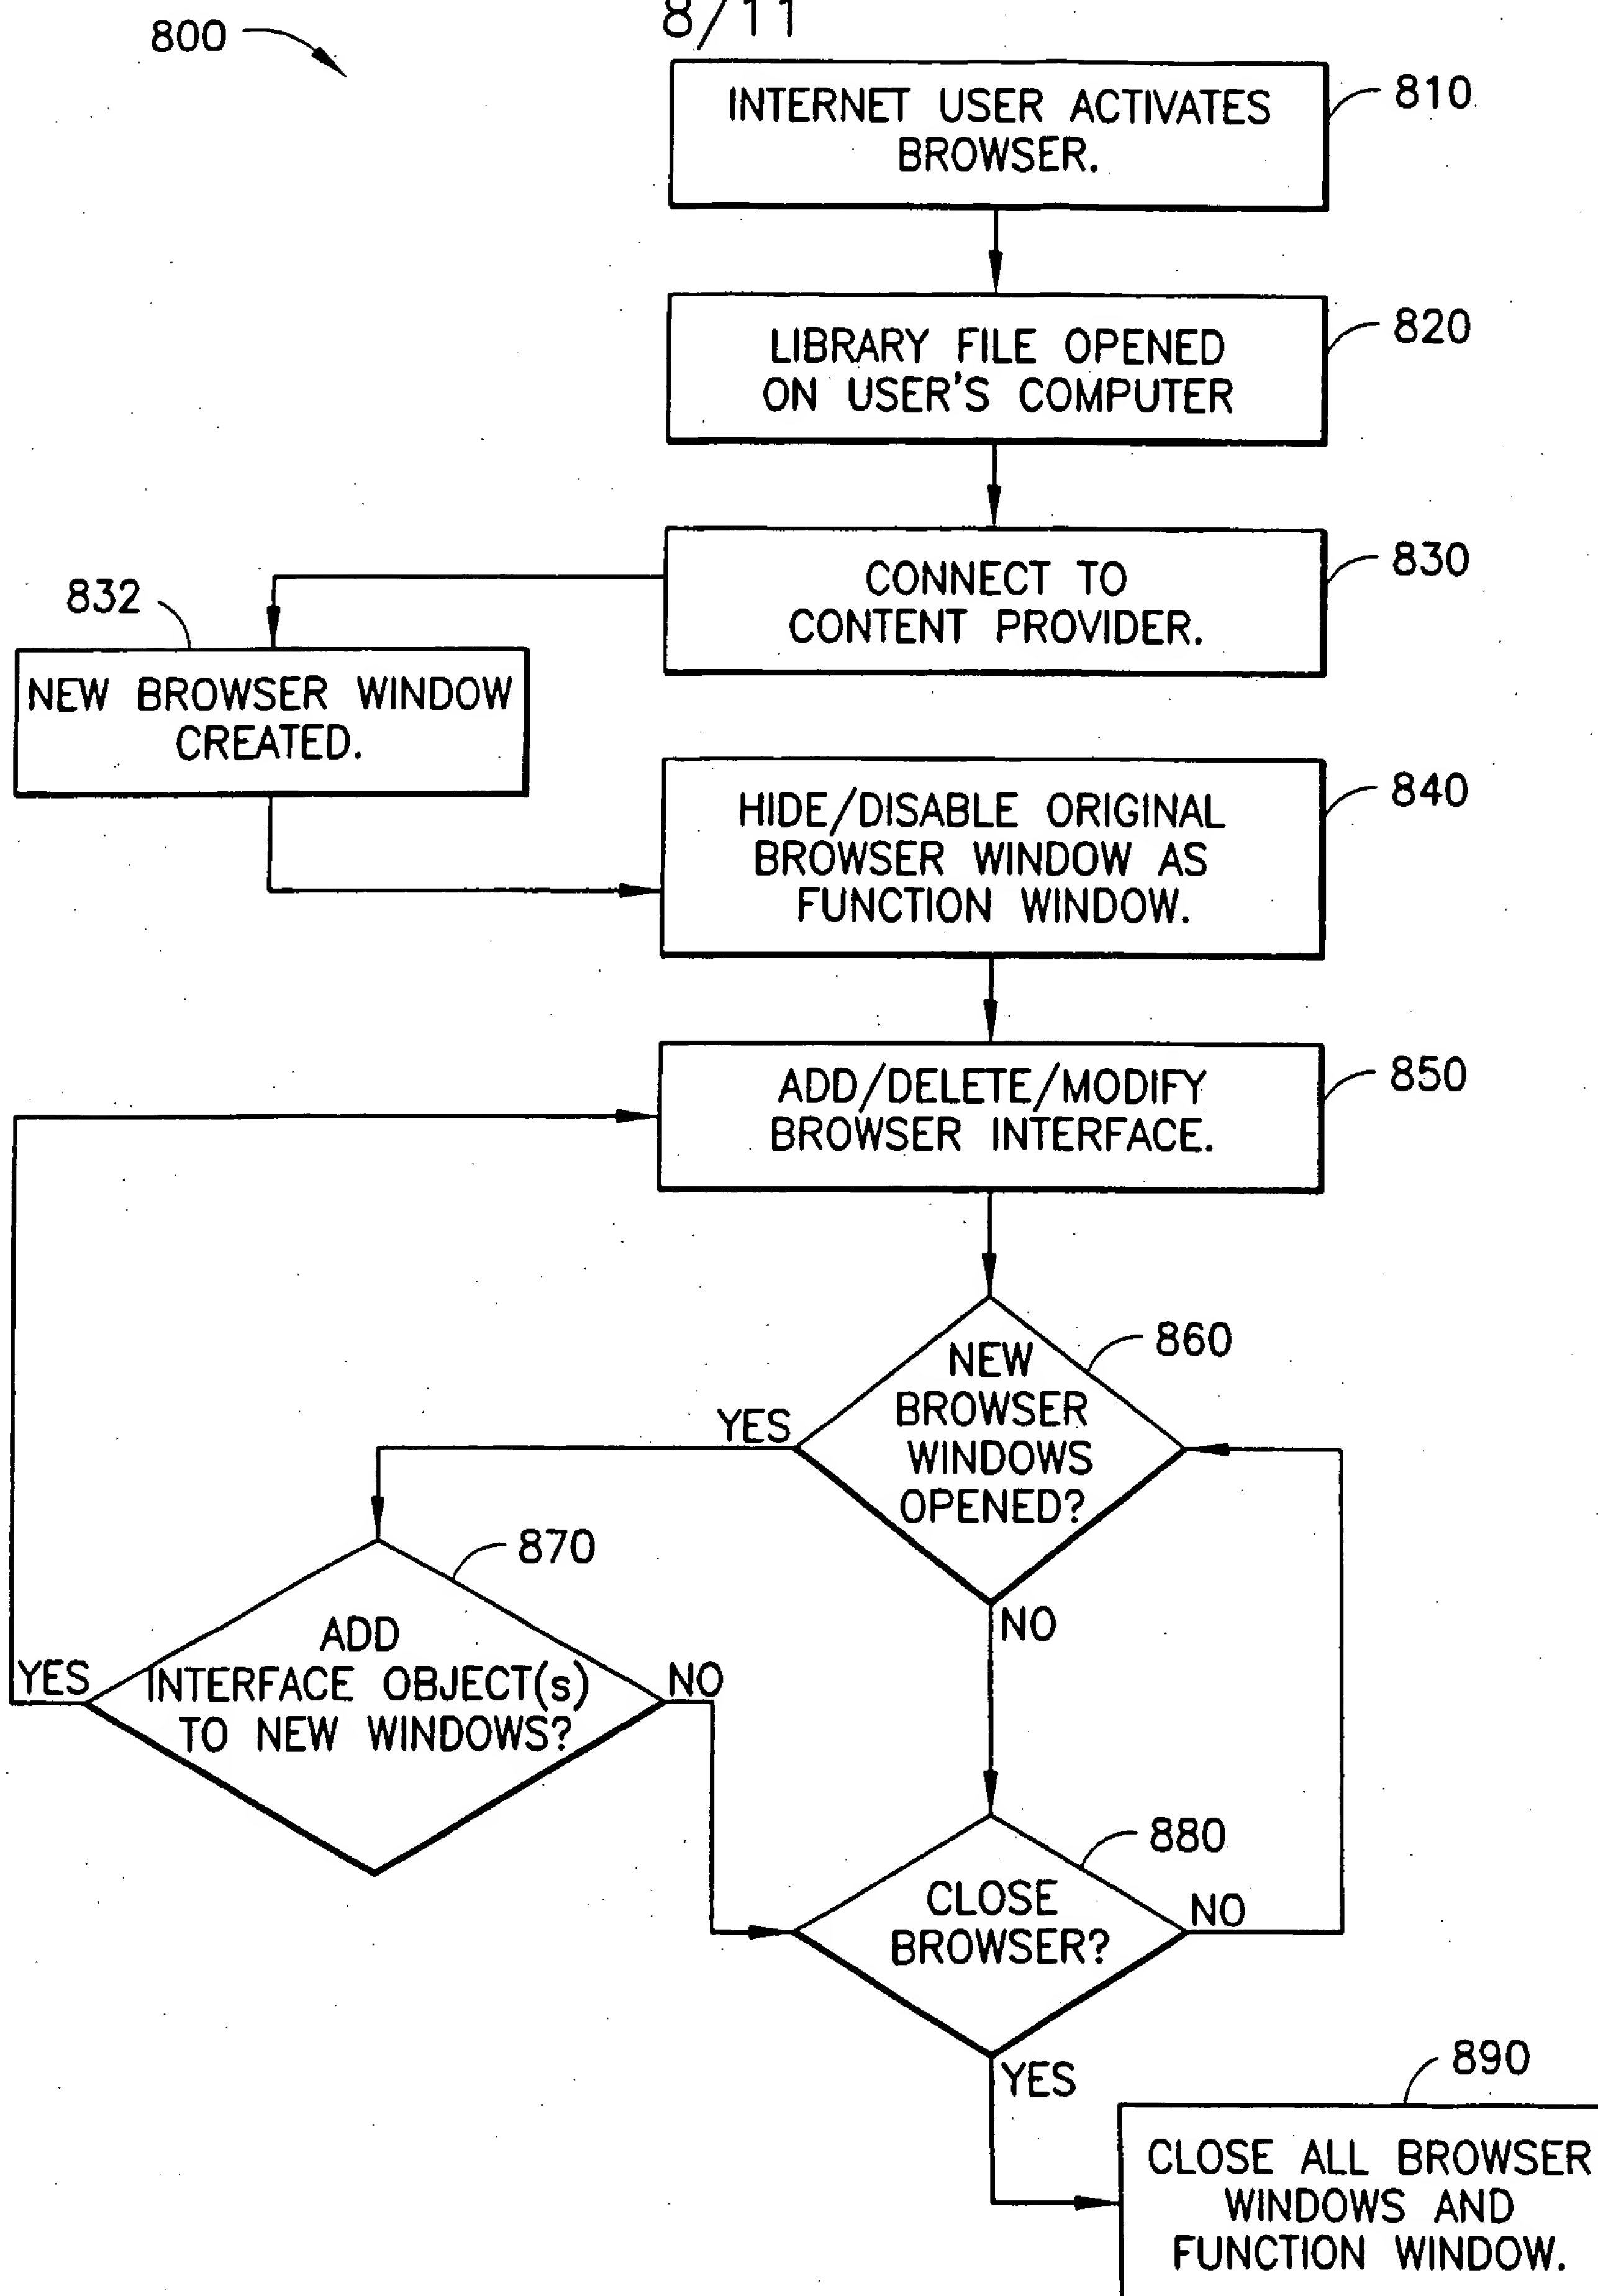 8/11
800
INTERNET USER ACTIVATES
BROWSER.
810
LIBRARY FILE OPENED
ON USER'S COMPUTER
820
CONNECT TO
CONTENT PROVIDER.
830
832
NEW BROWSER WINDOW
CREATED.
HIDE/DISABLE ORIGINAL
BROWSER WINDOW AS
FUNCTION WINDOW.
840
ADD/DELETE/MODIFY
BROWSER INTERFACE.
850
NEW
BROWSER
WINDOWS
OPENED?
860
YES
NO
870
ADD
INTERFACE OBJECT(s)
TO NEW WINDOWS?
YES
NO
880
CLOSE
BROWSER?
NO
YES
890
CLOSE ALL BROWSER
WINDOWS AND
FUNCTION WINDOW.